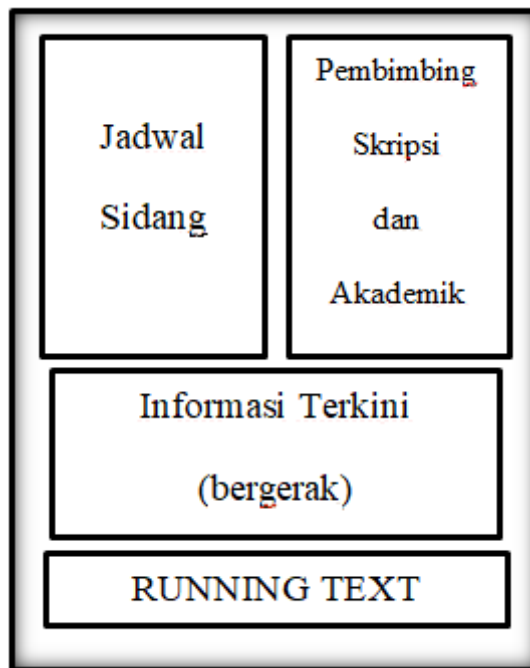 Jadwal
Sidang
Pembimbing
Skripsi
dan
Akademik
Informasi Terkini
(bergerak)
RUNNING TEXT